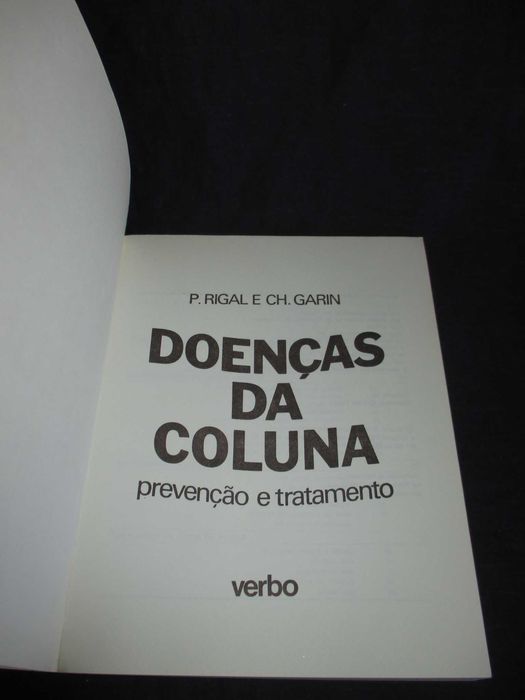 P. RIGAL E CH. GARIN
DOENÇAS
DA
COLUNA
prevenção e tratamento
verbo